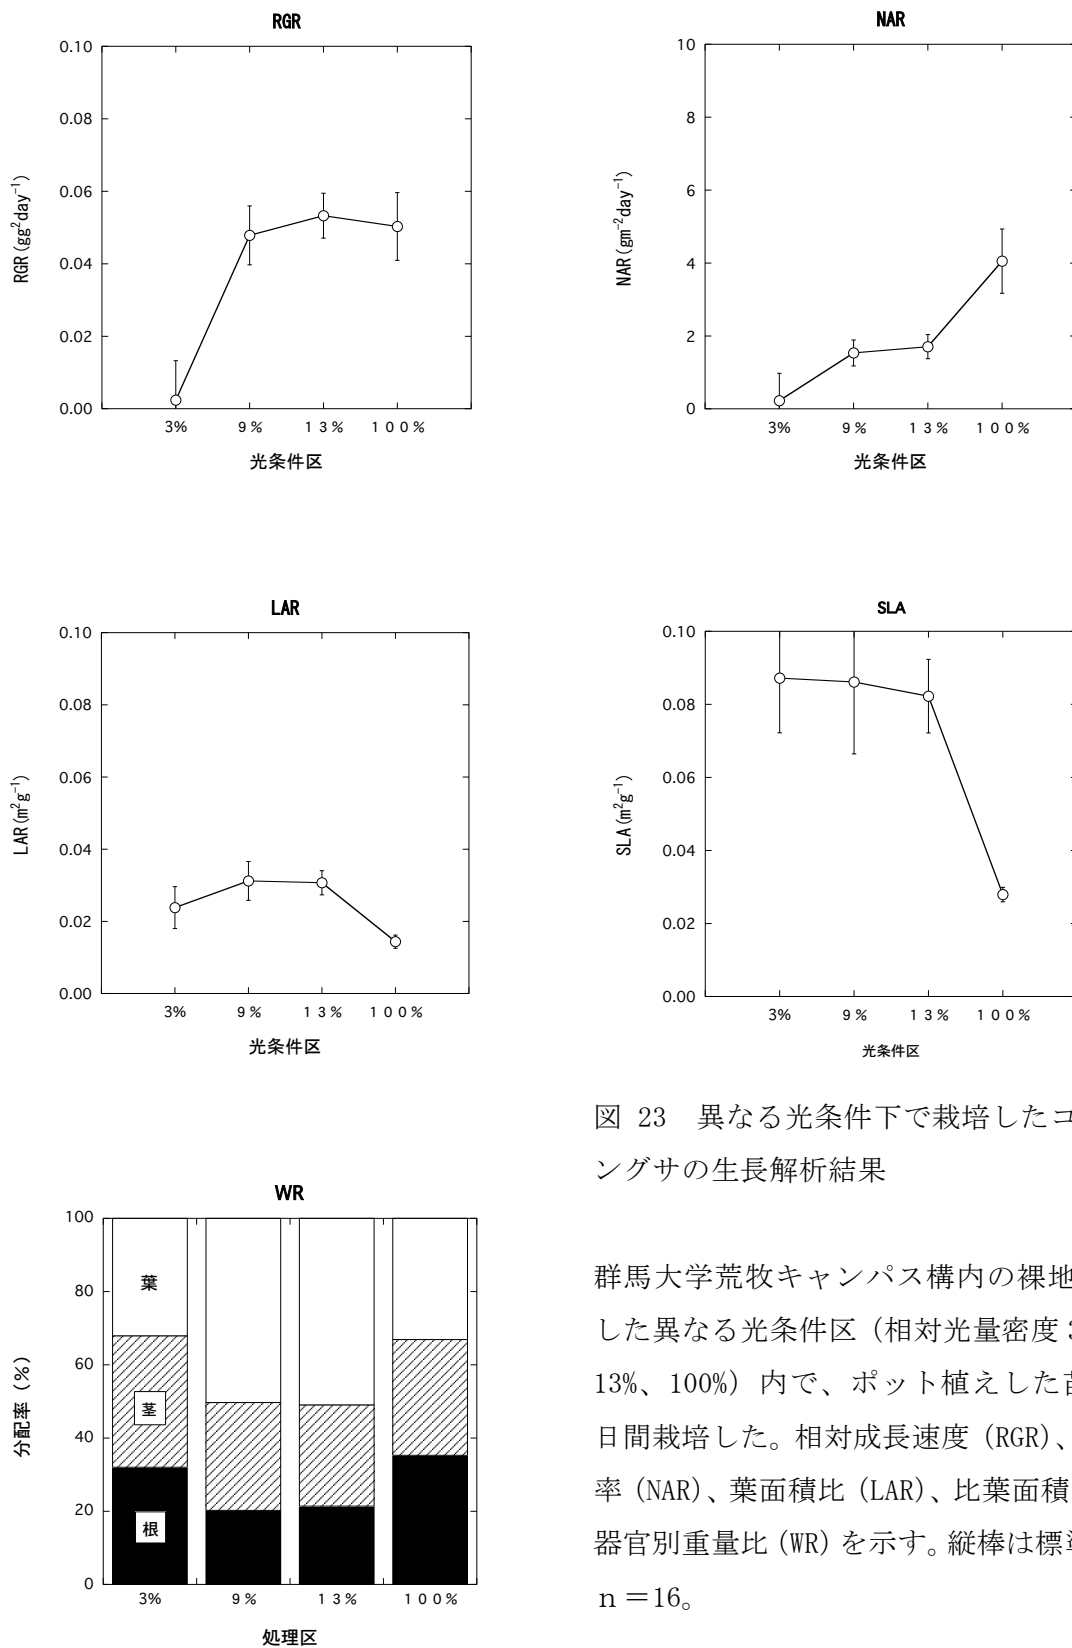 RGR
0.10
0.08
0.06
0.04
0.02
0.00
RGR(gg²day⁻¹)
3% 9% 13% 100%
光条件区
NAR
10
8
6
4
2
0
NAR(gm⁻²day⁻¹)
3% 9% 13% 100%
光条件区
LAR
0.10
0.08
0.06
0.04
0.02
0.00
LAR(m²g⁻¹)
3% 9% 13% 100%
光条件区
SLA
0.10
0.08
0.06
0.04
0.02
0.00
SLA(m²g⁻¹)
3% 9% 13% 100%
光条件区
WR
100
80
60
40
20
0
分配率（%）
葉
茎
根
3% 9% 13% 100%
処理区
図 23 異なる光条件下で栽培したコ
ングサの生長解析結果
群馬大学荒牧キャンパス構内の裸地
した異なる光条件区（相対光量密度
13%、100%）内で、ポット植えした
日間栽培した。相対成長速度（RGR）、
率（NAR）、葉面積比（LAR）、比葉面積
器官別重量比（WR）を示す。縦棒は標
n＝16。